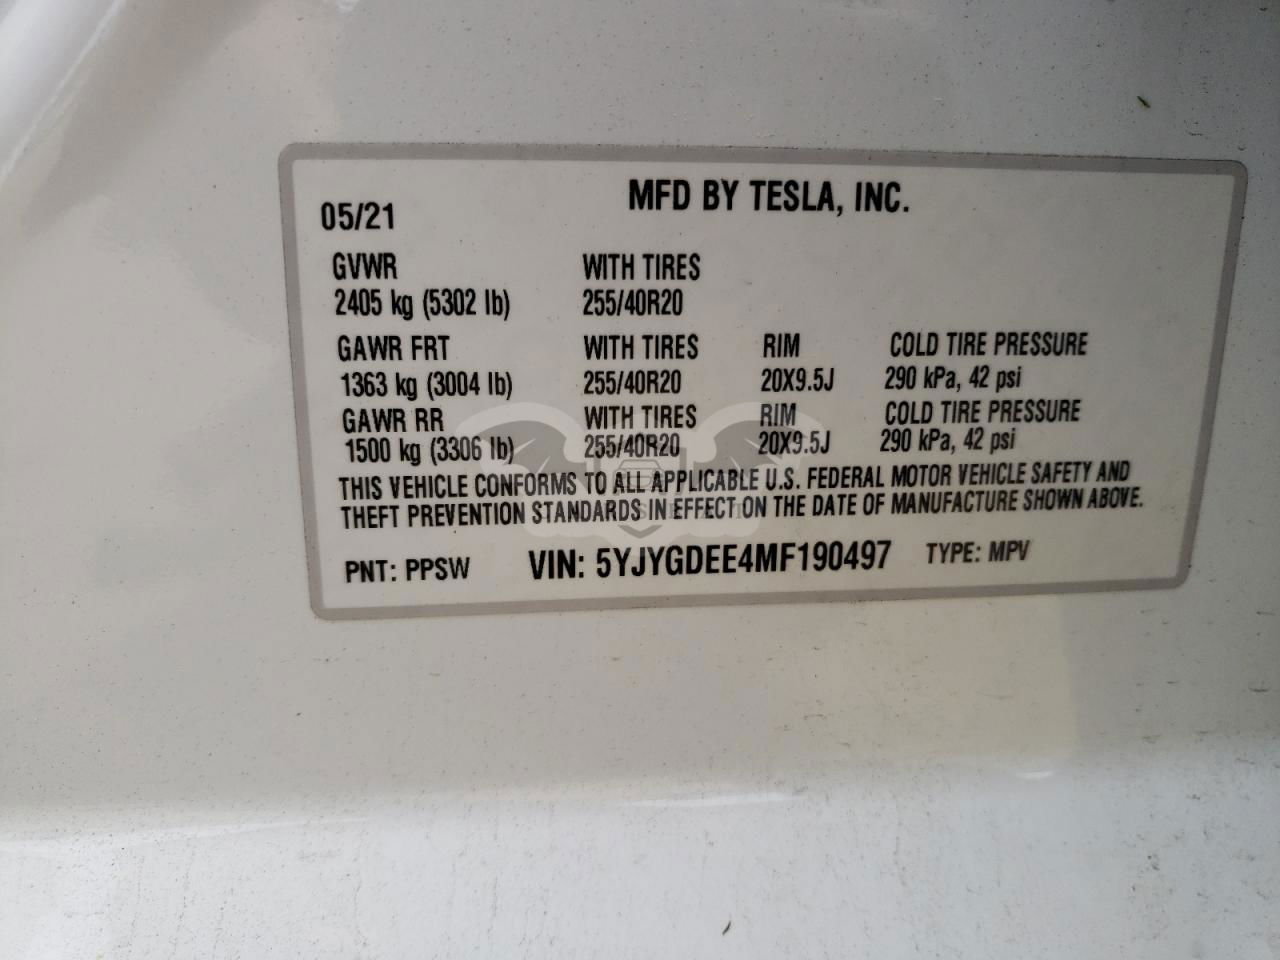 MFD BY TESLA, INC.
05/21
GVWR WITH TIRES
2405 kg (5302 lb) 255/40R20
GAWR FRT WITH TIRES RIM COLD TIRE PRESSURE
1363 kg (3004 lb) 255/40R20 20X9.5J 290 kPa, 42 psi
GAWR RR WITH TIRES RIM COLD TIRE PRESSURE
1500 kg (3306 lb) 255/40R20 20X9.5J 290 kPa, 42 psi
THIS VEHICLE CONFORMS TO ALL APPLICABLE U.S. FEDERAL MOTOR VEHICLE SAFETY AND
THEFT PREVENTION STANDARDS IN EFFECT ON THE DATE OF MANUFACTURE SHOWN ABOVE.
PNT: PPSW VIN: 5YJYGDEE4MF190497 TYPE: MPV